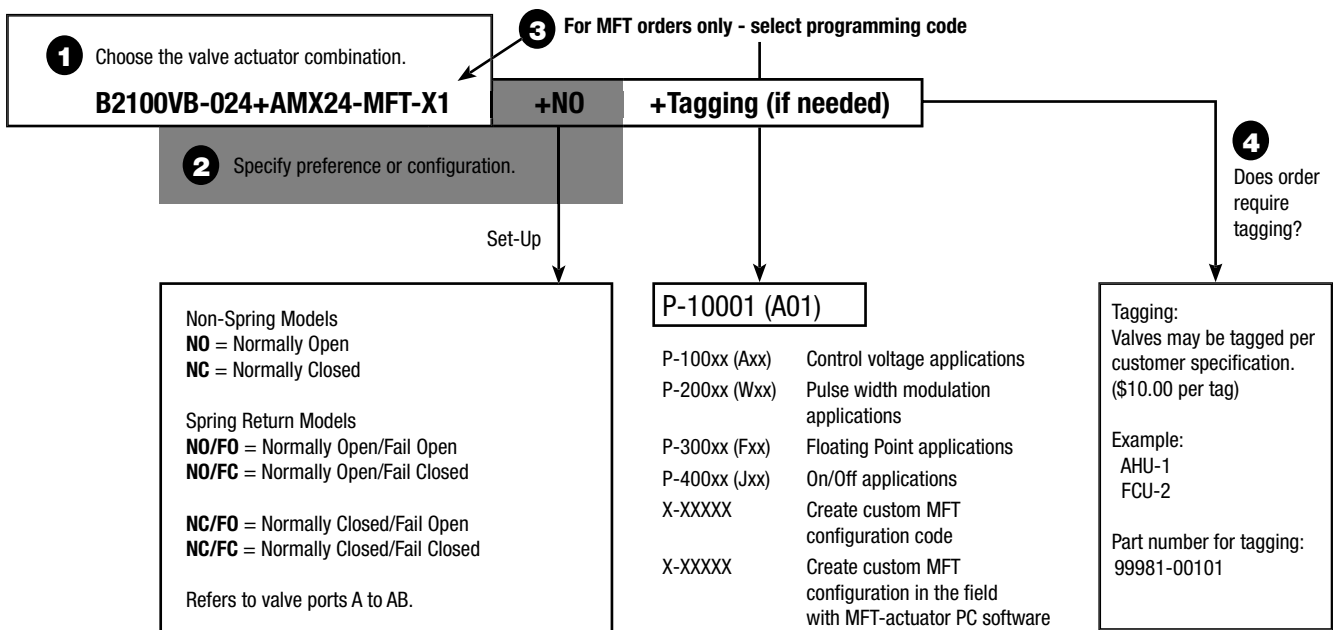 1 Choose the valve actuator combination.
3 For MFT orders only - select programming code
B2100VB-024+AMX24-MFT-X1 +NO +Tagging (if needed)
2 Specify preference or configuration.
Set-Up
4
Does order
require
tagging?
Non-Spring Models
NO = Normally Open
NC = Normally Closed
Spring Return Models
NO/FO = Normally Open/Fail Open
NO/FC = Normally Open/Fail Closed
NC/FO = Normally Closed/Fail Open
NC/FC = Normally Closed/Fail Closed
Refers to valve ports A to AB.
P-10001 (A01)
P-100xx (Axx) Control voltage applications
P-200xx (Wxx) Pulse width modulation
applications
P-300xx (Fxx) Floating Point applications
P-400xx (Jxx) On/Off applications
X-XXXXX Create custom MFT
configuration code
X-XXXXX Create custom MFT
configuration in the field
with MFT-actuator PC software
Tagging:
Valves may be tagged per
customer specification.
($10.00 per tag)
Example:
AHU-1
FCU-2
Part number for tagging:
99981-00101